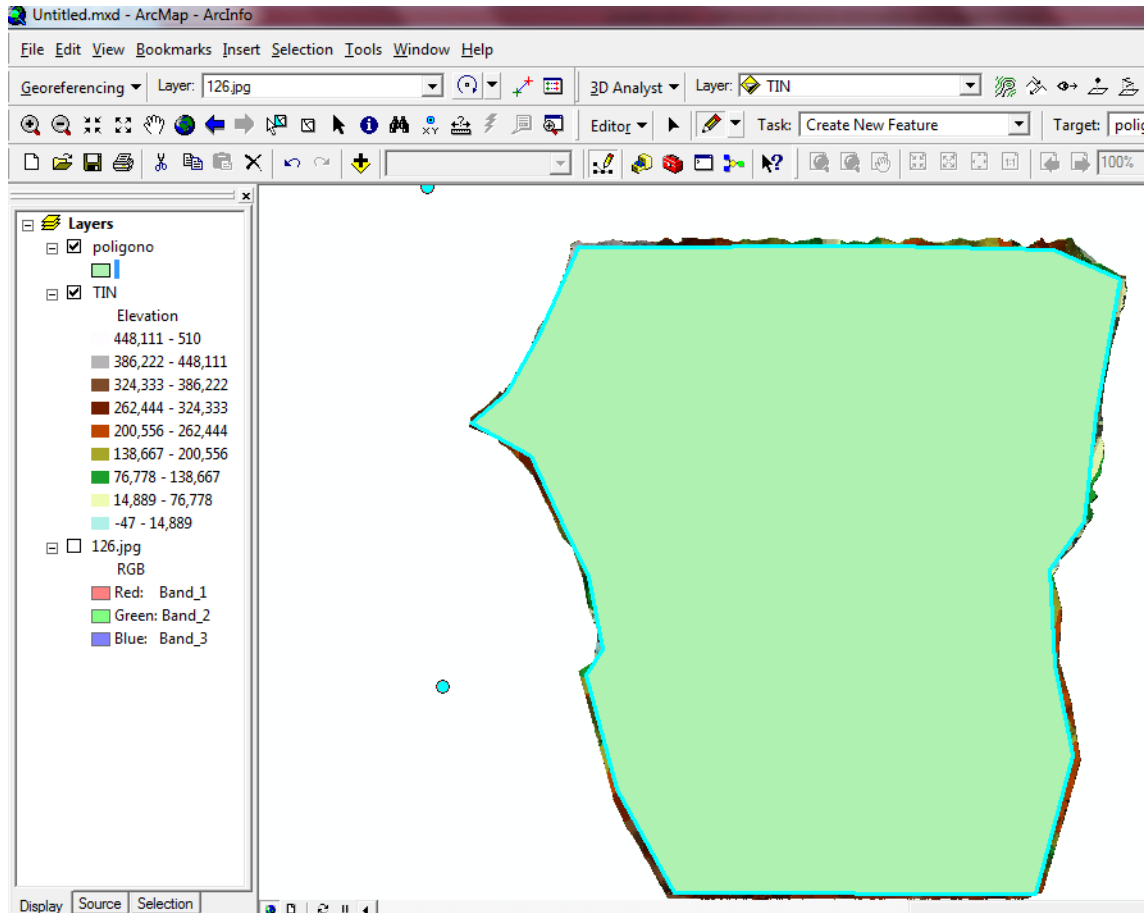 Untitled.mxd - ArcMap - ArcInfo
File Edit View Bookmarks Insert Selection Tools Window Help
Georeferencing Layer: 126.jpg 3D Analyst Layer: TIN
Editor Task: Create New Feature Target: polig
100%
Layers
poligono
TIN
Elevation
448,111 - 510
386,222 - 448,111
324,333 - 386,222
262,444 - 324,333
200,556 - 262,444
138,667 - 200,556
76,778 - 138,667
14,889 - 76,778
-47 - 14,889
126.jpg
RGB
Red: Band_1
Green: Band_2
Blue: Band_3
Display Source Selection